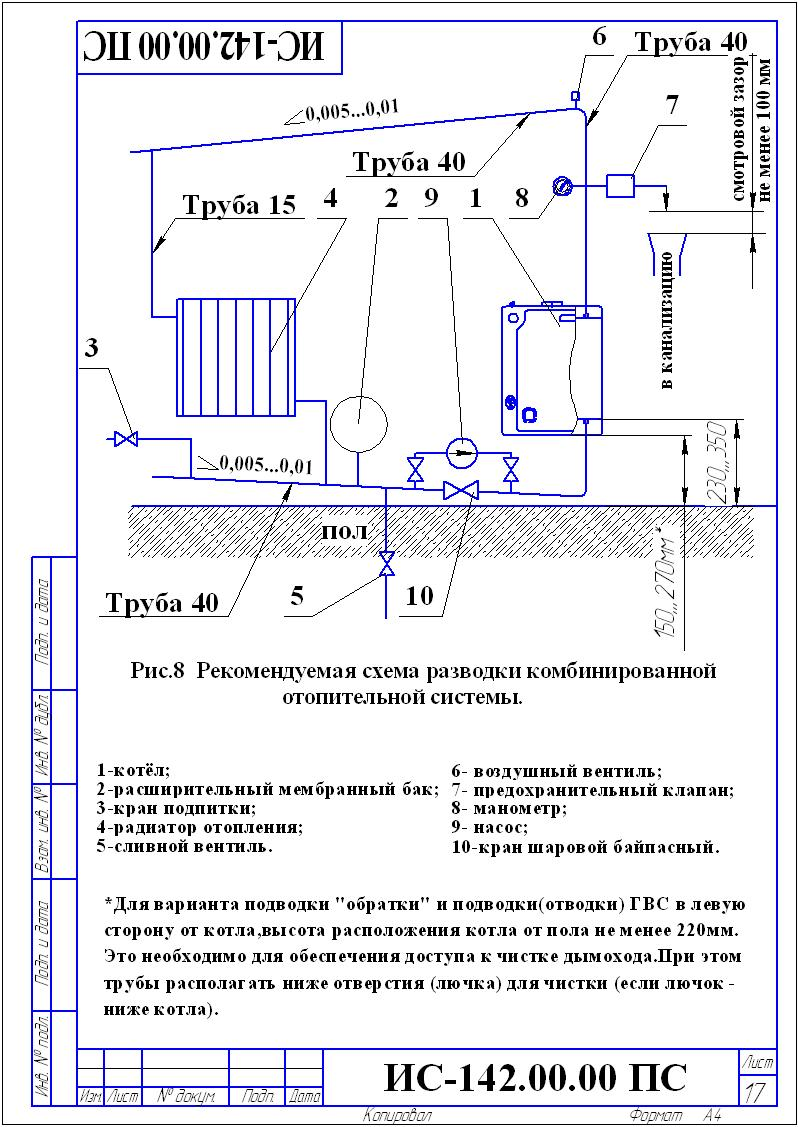 ИС-142.00.00 ПС
6
Труба 40
смотровой зазор
не менее 100 мм
0,005...0,01
7
Труба 40
Труба 15
4
2
9
1
8
в канализацию
3
0,005...0,01
230...350
пол
150...270мм*
Труба 40
5
10
Рис.8 Рекомендуемая схема разводки комбинированной
отопительной системы.
1-котёл;
2-расширительный мембранный бак;
3-кран подпитки;
4-радиатор отопления;
5-сливной вентиль.
6- воздушный вентиль;
7- предохранительный клапан;
8- манометр;
9- насос;
10-кран шаровой байпасный.
*Для варианта подводки "обратки" и подводки(отводки) ГВС в левую
сторону от котла,высота расположения котла от пола не менее 220мм.
Это необходимо для обеспечения доступа к чистке дымохода.При этом
трубы располагать ниже отверстия (лючка) для чистки (если лючок -
ниже котла).
Подп. и дата
Инв. № дубл.
Взам. инв. №
Подп. и дата
Инв. № подл.
Изм. Лист № докум. Подп. Дата
ИС-142.00.00 ПС
Лист
17
Копировал
Формат А4